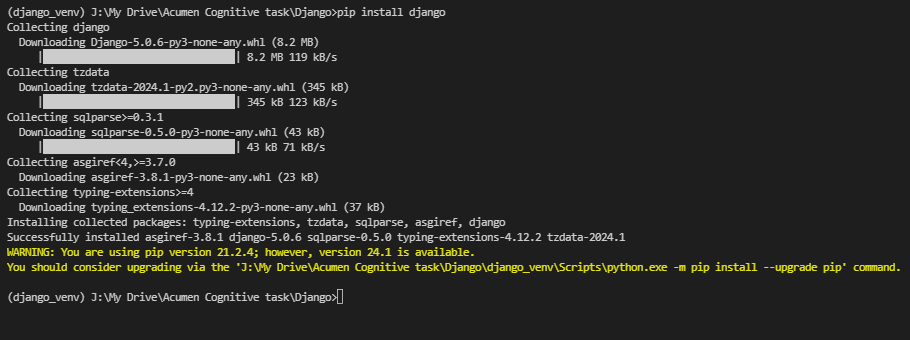 (django_venv) J:\My Drive\Acumen Cognitive task\Django>pip install django
Collecting django
  Downloading Django-5.0.6-py3-none-any.whl (8.2 MB)
     |████████████████████████████████| 8.2 MB 119 kB/s
Collecting tzdata
  Downloading tzdata-2024.1-py2.py3-none-any.whl (345 kB)
     |████████████████████████████████| 345 kB 123 kB/s
Collecting sqlparse>=0.3.1
  Downloading sqlparse-0.5.0-py3-none-any.whl (43 kB)
     |████████████████████████████████| 43 kB 71 kB/s
Collecting asgiref<4,>=3.7.0
  Downloading asgiref-3.8.1-py3-none-any.whl (23 kB)
Collecting typing-extensions>=4
  Downloading typing_extensions-4.12.2-py3-none-any.whl (37 kB)
Installing collected packages: typing-extensions, tzdata, sqlparse, asgiref, django
Successfully installed asgiref-3.8.1 django-5.0.6 sqlparse-0.5.0 typing-extensions-4.12.2 tzdata-2024.1
WARNING: You are using pip version 21.2.4; however, version 24.1 is available.
You should consider upgrading via the 'J:\My Drive\Acumen Cognitive task\Django\django_venv\Scripts\python.exe -m pip install --upgrade pip' command.
(django_venv) J:\My Drive\Acumen Cognitive task\Django>